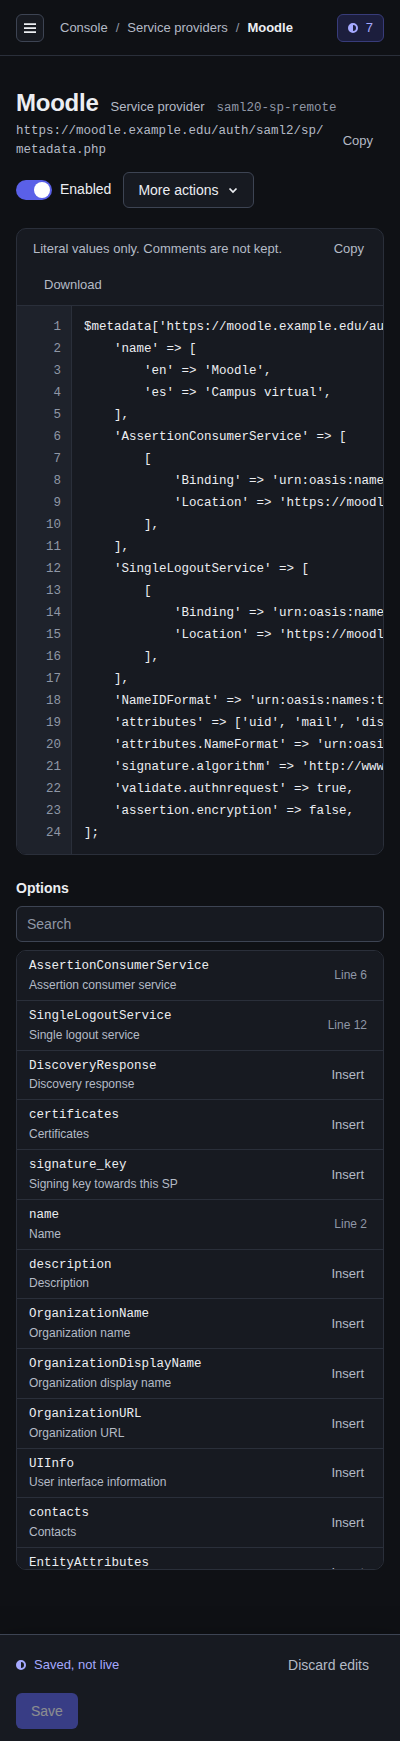 Console / Service providers / Moodle
7
Moodle Service provider saml20-sp-remote
https://moodle.example.edu/auth/saml2/sp/
metadata.php
Copy
Enabled
More actions
Literal values only. Comments are not kept.
Copy
Download
1 $metadata['https://moodle.example.edu/au
2 'name' => [
3 'en' => 'Moodle',
4 'es' => 'Campus virtual',
5 ],
6 'AssertionConsumerService' => [
7 [
8 'Binding' => 'urn:oasis:name
9 'Location' => 'https://moodl
10 ],
11 ],
12 'SingleLogoutService' => [
13 [
14 'Binding' => 'urn:oasis:name
15 'Location' => 'https://moodl
16 ],
17 ],
18 'NameIDFormat' => 'urn:oasis:names:t
19 'attributes' => ['uid', 'mail', 'dis
20 'attributes.NameFormat' => 'urn:oasi
21 'signature.algorithm' => 'http://www
22 'validate.authnrequest' => true,
23 'assertion.encryption' => false,
24 ];
Options
Search
AssertionConsumerService
Assertion consumer service
Line 6
SingleLogoutService
Single logout service
Line 12
DiscoveryResponse
Discovery response
Insert
certificates
Certificates
Insert
signature_key
Signing key towards this SP
Insert
name
Name
Line 2
description
Description
Insert
OrganizationName
Organization name
Insert
OrganizationDisplayName
Organization display name
Insert
OrganizationURL
Organization URL
Insert
UIInfo
User interface information
Insert
contacts
Contacts
Insert
EntityAttributes
Saved, not live
Discard edits
Save